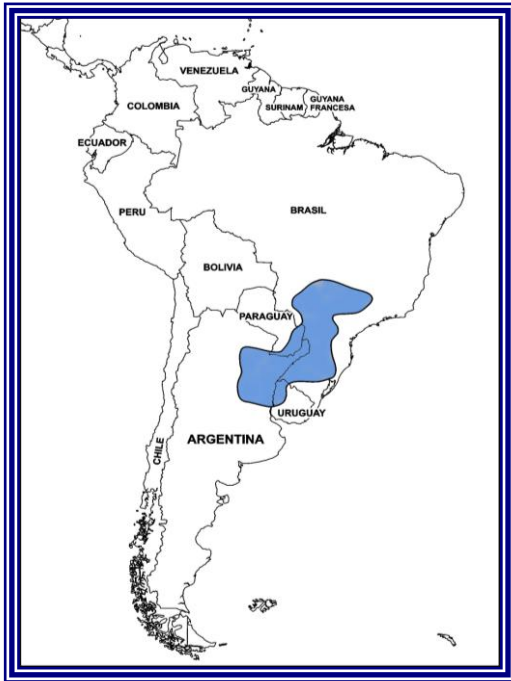 VENEZUELA
GUYANA
SURINAM
GUYANA
FRANCESA
COLOMBIA
ECUADOR
PERU
BRASIL
BOLIVIA
PARAGUAY
URUGUAY
ARGENTINA
CHILE